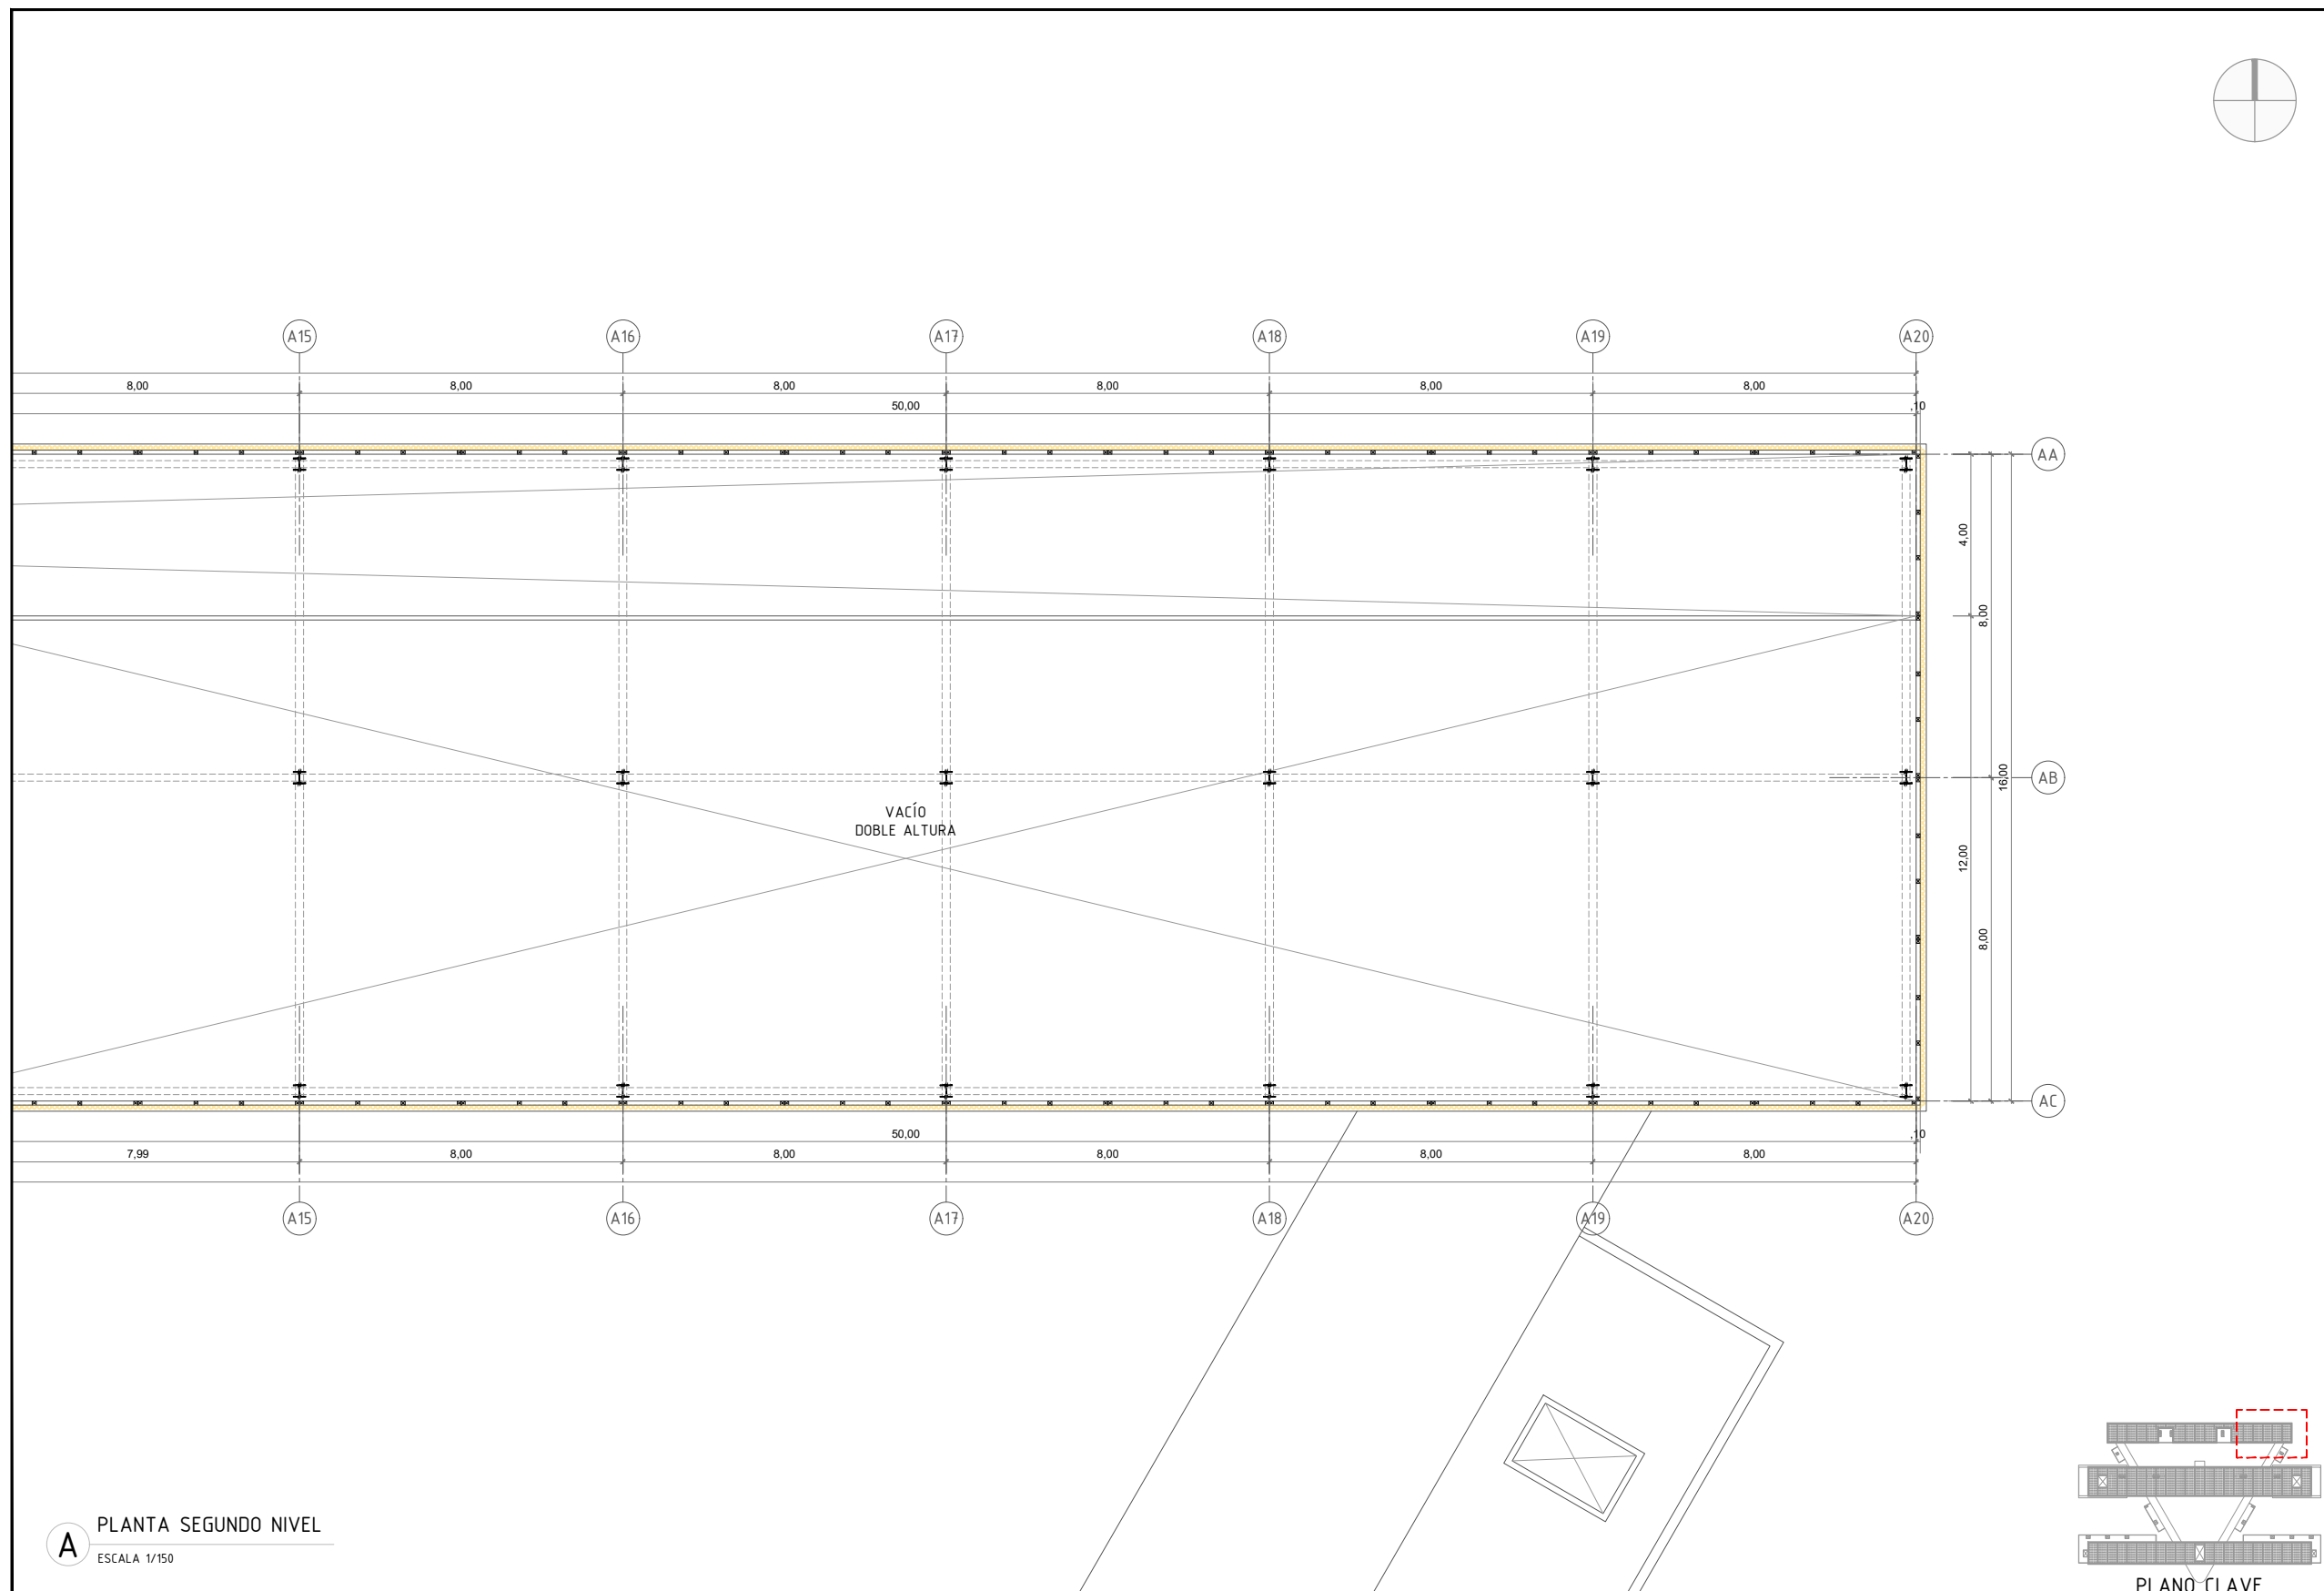 A15 A16 A17 A18 A19 A20
8,00 8,00 8,00 8,00 8,00 8,00
50,00 ,10
AA
4,00
8,00
AB
16,00
VACÍO
DOBLE ALTURA
12,00
8,00
AC
50,00 ,10
7,99 8,00 8,00 8,00 8,00 8,00
A15 A16 A17 A18 A19 A20
A PLANTA SEGUNDO NIVEL
ESCALA 1/150
PLANO CLAVE